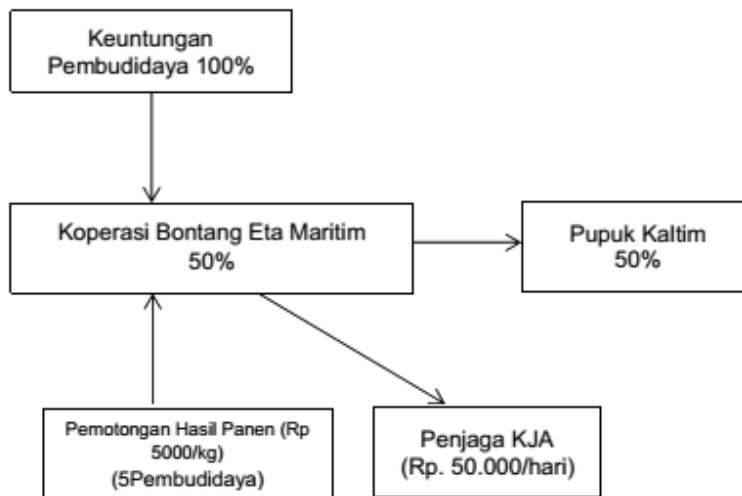 Keuntungan
Pembudidaya 100%
Koperasi Bontang Eta Maritim
50%
Pupuk Kaltim
50%
Pemotongan Hasil Panen (Rp
5000/kg)
(5Pembudidaya)
Penjaga KJA
(Rp. 50.000/hari)